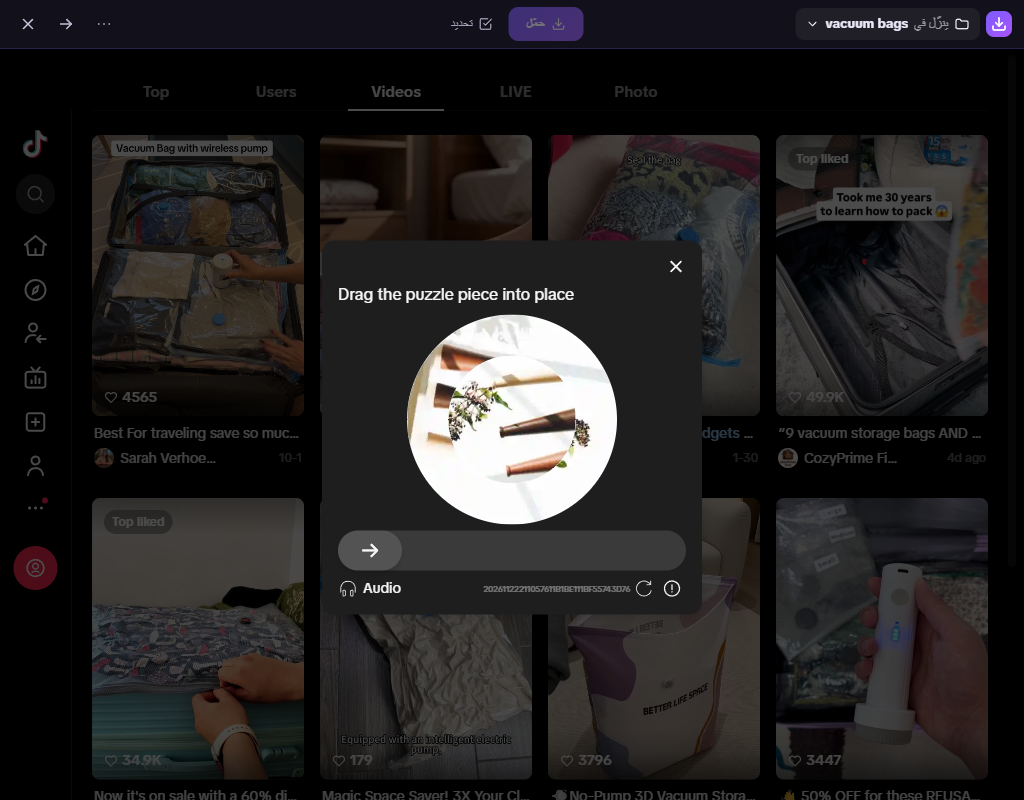 تحديد
حمّل
يتنزّل في vacuum bags
Top
Users
Videos
LIVE
Photo
Vacuum Bag with wireless pump
4565
Best For traveling save so muc...
Sarah Verhoe...
10-1
Seal the bag
dgets ...
1-30
Top liked
Took me 30 years
to learn how to pack 😱
49.9K
"9 vacuum storage bags AND ...
CozyPrime Fi...
4d ago
Drag the puzzle piece into place
Audio
Top liked
34.9K
Now it's on sale with a 60% di...
Equipped with an intelligent electric
pump,
179
Magic Space Saver! 3X Your Cl...
BETTER LIFE SPACE
3796
No-Pump 3D Vacuum Stora...
3447
50% OFF for these REUSA...